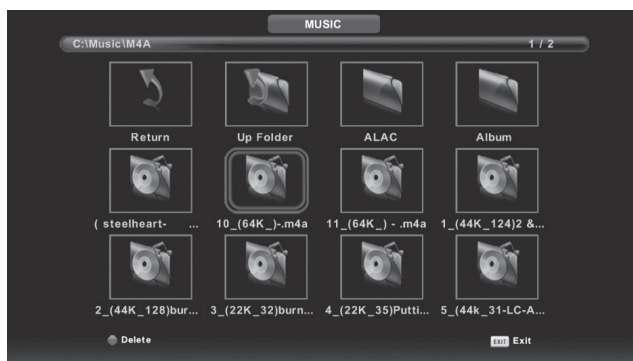 MUSIC
C:\Music\M4A 1 / 2
Return Up Folder ALAC Album
( steelheart- ... 10_(64K_)-.m4a 11_(64K_) - .m4a 1_(44K_124)2 &...
2_(44K_128)bur... 3_(22K_32)burn... 4_(22K_35)Putti... 5_(44k_31-LC-A...
Delete EXIT Exit